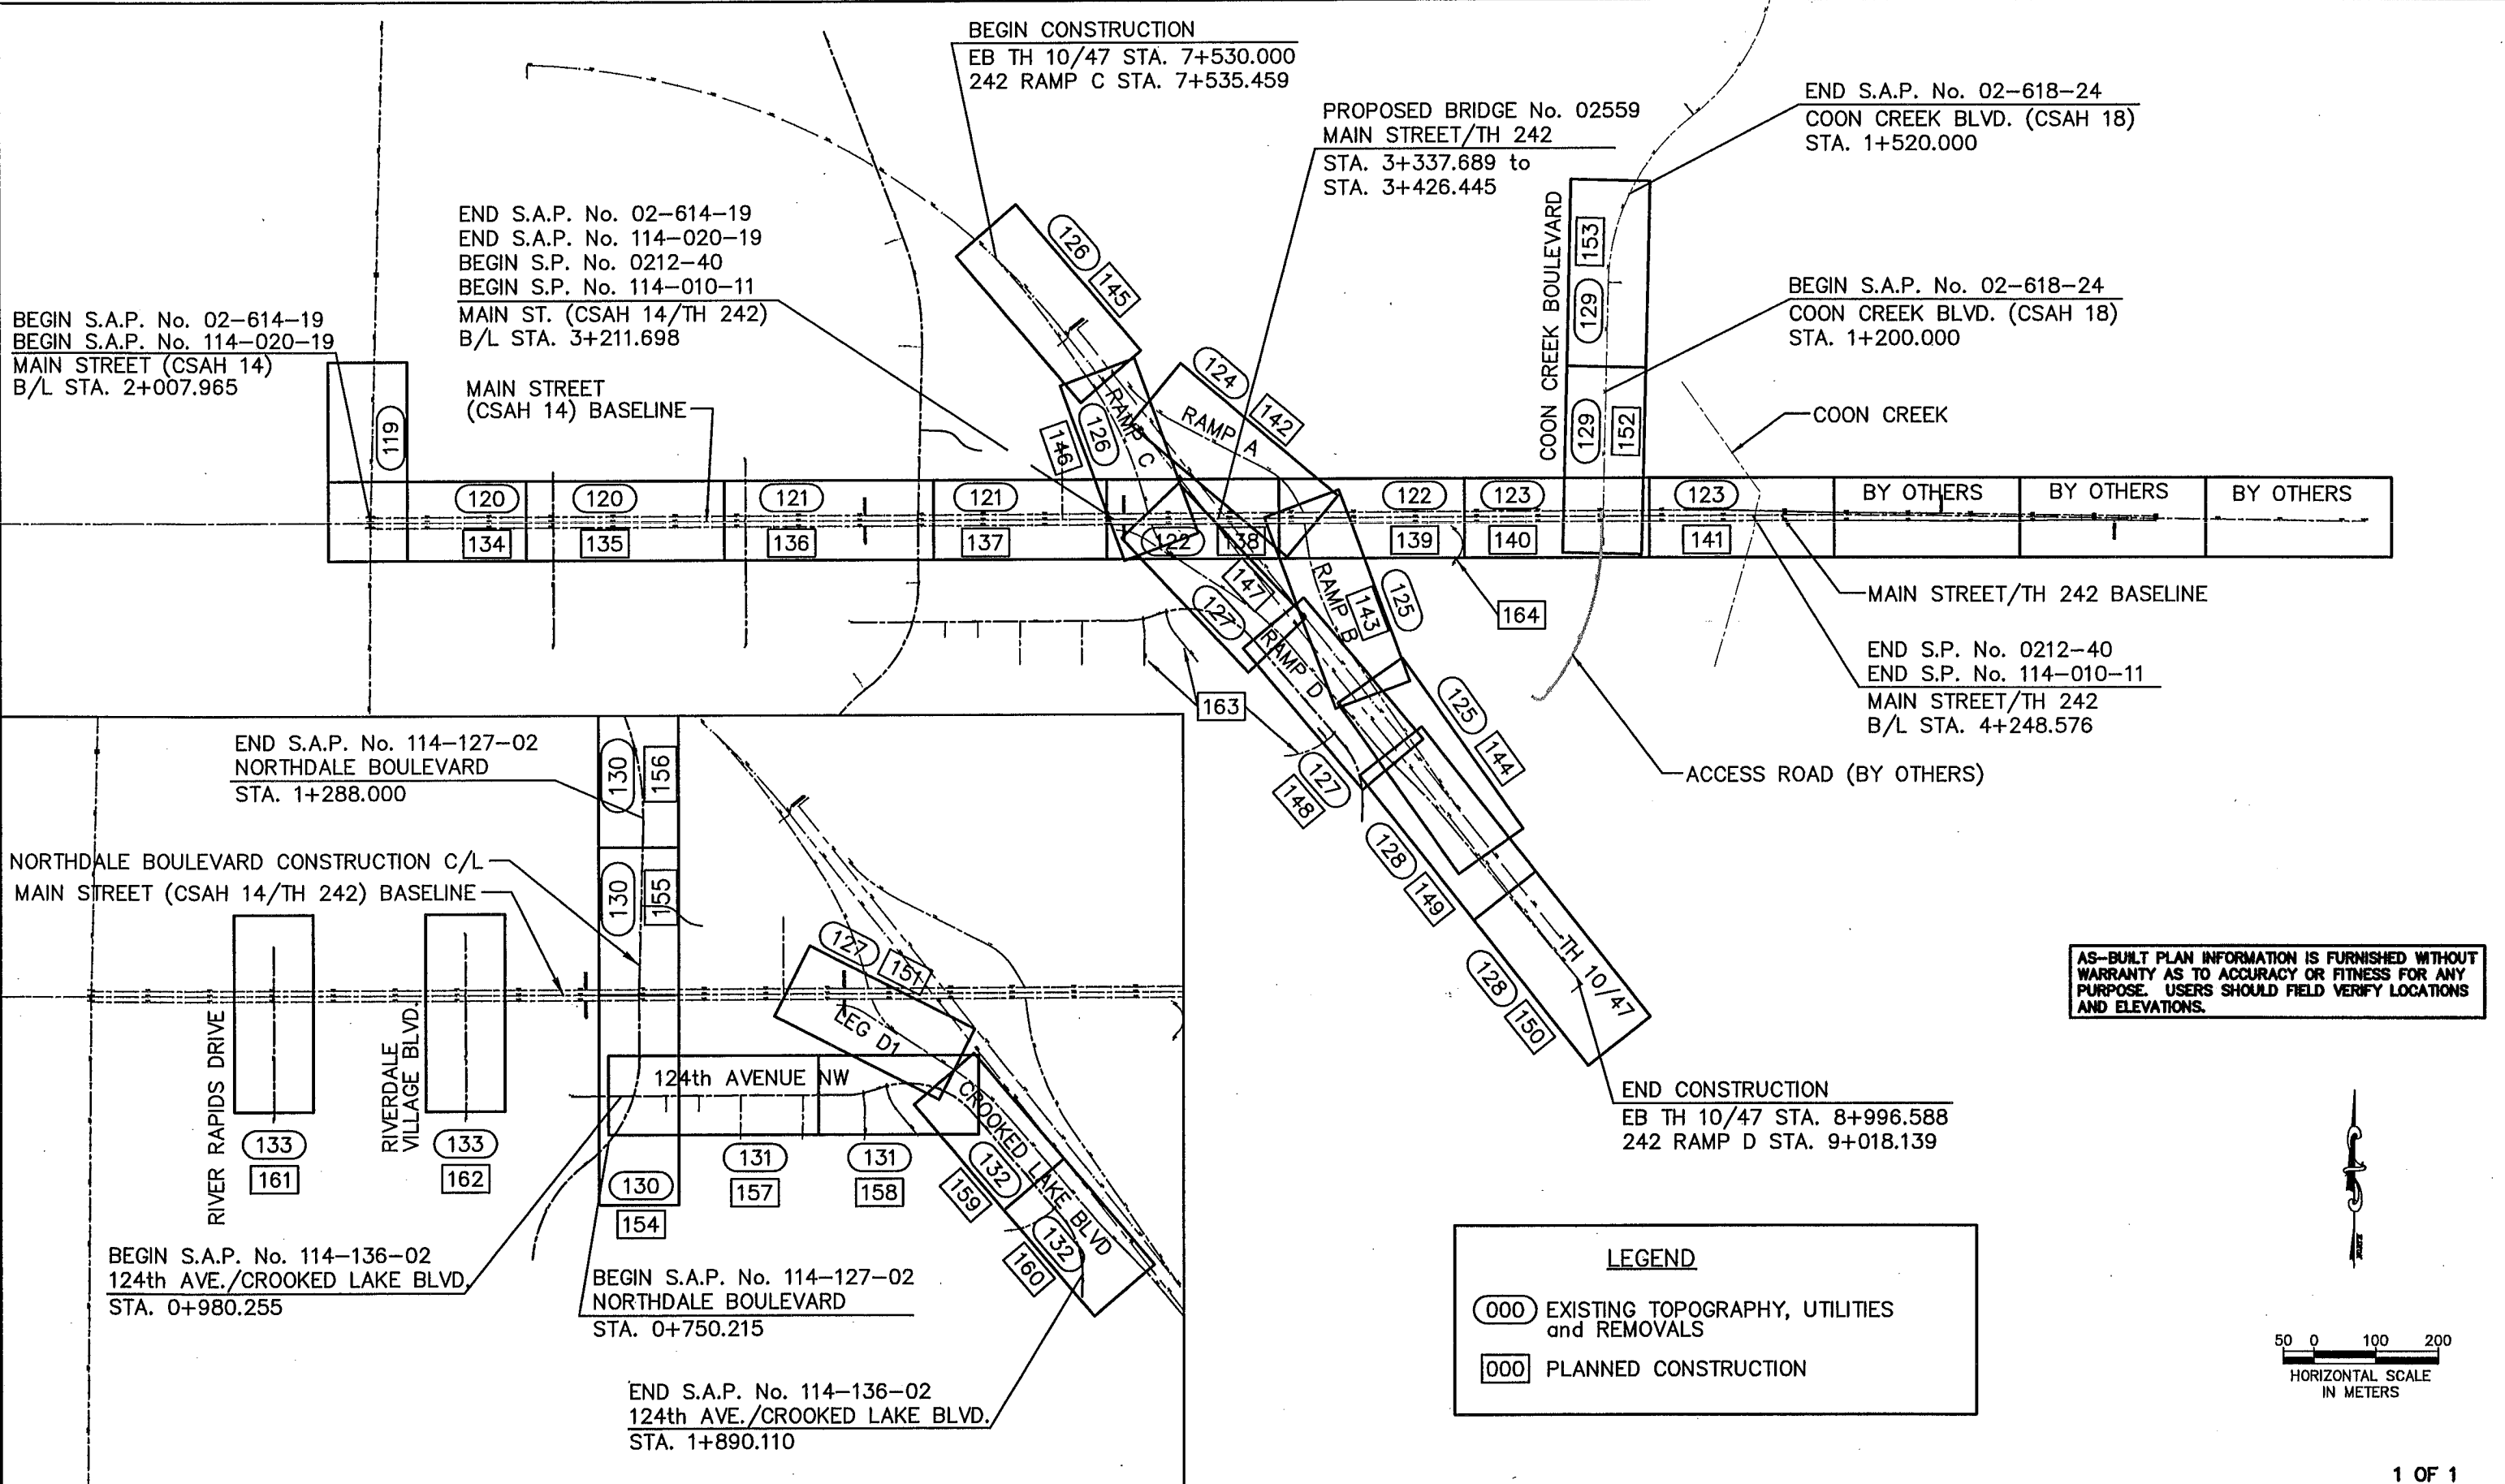 BEGIN CONSTRUCTION
EB TH 10/47 STA. 7+530.000
242 RAMP C STA. 7+535.459
PROPOSED BRIDGE No. 02559
MAIN STREET/TH 242
STA. 3+337.689 to
STA. 3+426.445
END S.A.P. No. 02-618-24
COON CREEK BLVD. (CSAH 18)
STA. 1+520.000
END S.A.P. No. 02-614-19
END S.A.P. No. 114-020-19
BEGIN S.P. No. 0212-40
BEGIN S.P. No. 114-010-11
MAIN ST. (CSAH 14/TH 242)
B/L STA. 3+211.698
BEGIN S.A.P. No. 02-614-19
BEGIN S.A.P. No. 114-020-19
MAIN STREET (CSAH 14)
B/L STA. 2+007.965
MAIN STREET
(CSAH 14) BASELINE
BEGIN S.A.P. No. 02-618-24
COON CREEK BLVD. (CSAH 18)
STA. 1+200.000
COON CREEK
COON CREEK BOULEVARD
153
129
129
152
126
145
124
142
RAMP A
RAMP C
126
146
119
120
120
121
121
122
123
123
BY OTHERS
BY OTHERS
BY OTHERS
134
135
136
137
122
138
139
140
141
147
127
RAMP B
143
125
RAMP D
164
163
MAIN STREET/TH 242 BASELINE
END S.P. No. 0212-40
END S.P. No. 114-010-11
MAIN STREET/TH 242
B/L STA. 4+248.576
ACCESS ROAD (BY OTHERS)
125
144
127
148
128
149
128
150
TH 10/47
END CONSTRUCTION
EB TH 10/47 STA. 8+996.588
242 RAMP D STA. 9+018.139
END S.A.P. No. 114-127-02
NORTHDALE BOULEVARD
STA. 1+288.000
NORTHDALE BOULEVARD CONSTRUCTION C/L
MAIN STREET (CSAH 14/TH 242) BASELINE
130
156
130
155
127
151
LEG D1
RIVER RAPIDS DRIVE
RIVERDALE
VILLAGE BLVD.
133
161
133
162
124th AVENUE NW
CROOKED LAKE BLVD
130
154
131
157
131
158
132
159
132
160
BEGIN S.A.P. No. 114-136-02
124th AVE./CROOKED LAKE BLVD.
STA. 0+980.255
BEGIN S.A.P. No. 114-127-02
NORTHDALE BOULEVARD
STA. 0+750.215
END S.A.P. No. 114-136-02
124th AVE./CROOKED LAKE BLVD.
STA. 1+890.110
AS-BUILT PLAN INFORMATION IS FURNISHED WITHOUT
WARRANTY AS TO ACCURACY OR FITNESS FOR ANY
PURPOSE. USERS SHOULD FIELD VERIFY LOCATIONS
AND ELEVATIONS.
LEGEND
000 EXISTING TOPOGRAPHY, UTILITIES
and REMOVALS
000 PLANNED CONSTRUCTION
50 0 100 200
HORIZONTAL SCALE
IN METERS
1 OF 1